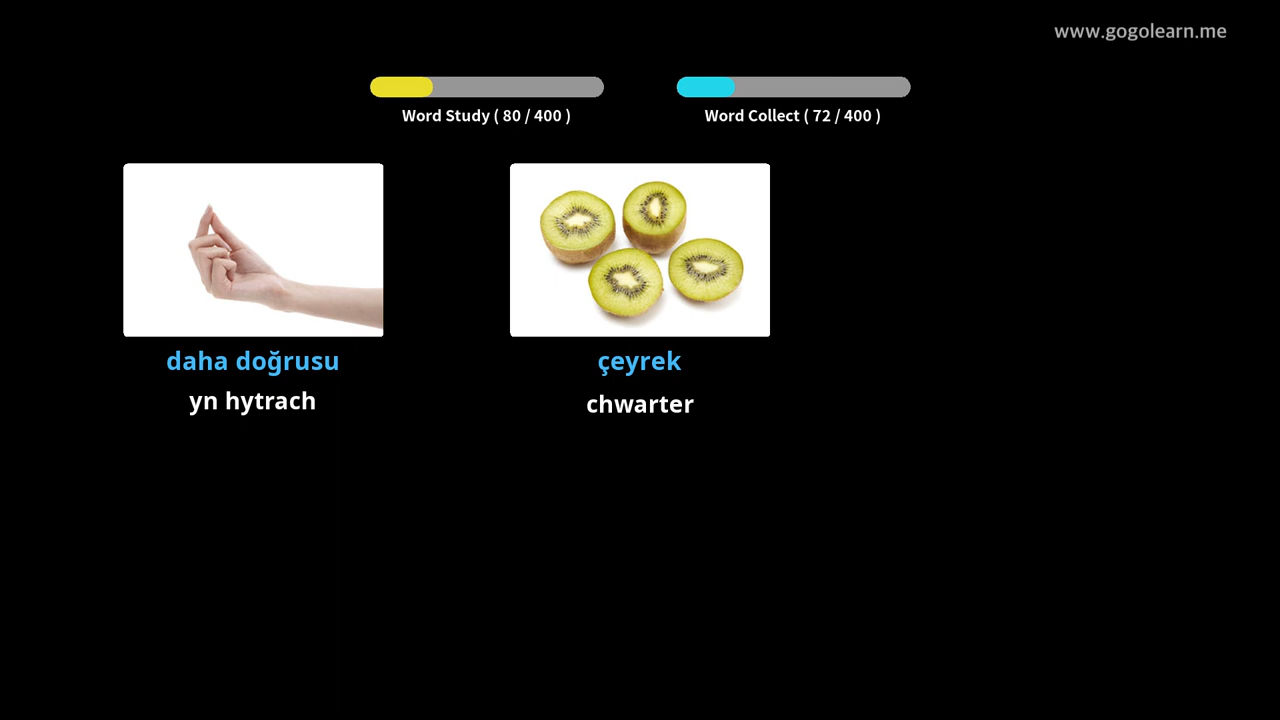 www.gogolearn.me
Word Study ( 80 / 400 )
Word Collect ( 72 / 400 )
daha doğrusu
yn hytrach
çeyrek
chwarter